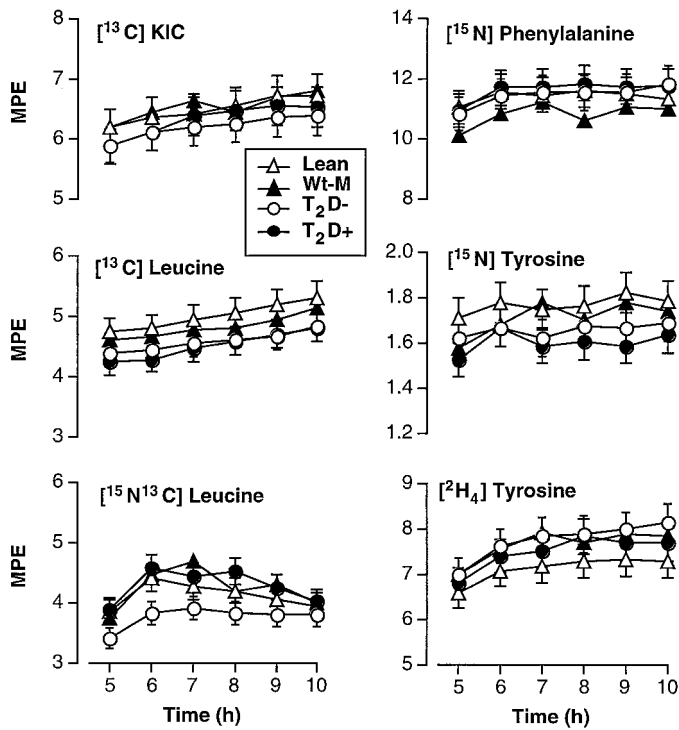 [¹³C] KIC
MPE
8
7
6
5
[¹⁵N] Phenylalanine
14
12
10
8
Lean
Wt-M
T₂D-
T₂D+
[¹³C] Leucine
MPE
6
5
4
3
[¹⁵N] Tyrosine
2.0
1.8
1.6
1.4
1.2
[¹⁵N¹³C] Leucine
MPE
6
5
4
3
5 6 7 8 9 10
Time (h)
[²H₄] Tyrosine
9
8
7
6
5
5 6 7 8 9 10
Time (h)